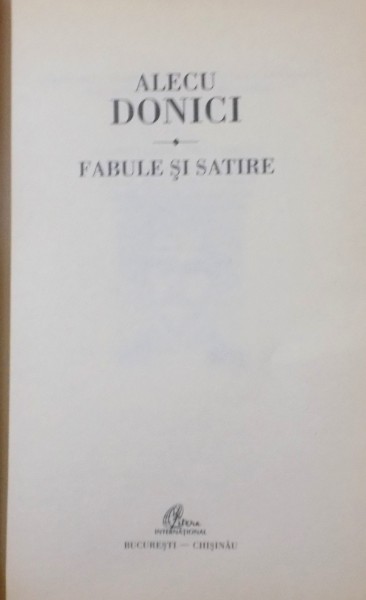 ALECU
DONICI
FABULE ŞI SATIRE
Litera
INTERNAŢIONAL
BUCUREŞTI — CHIŞINĂU